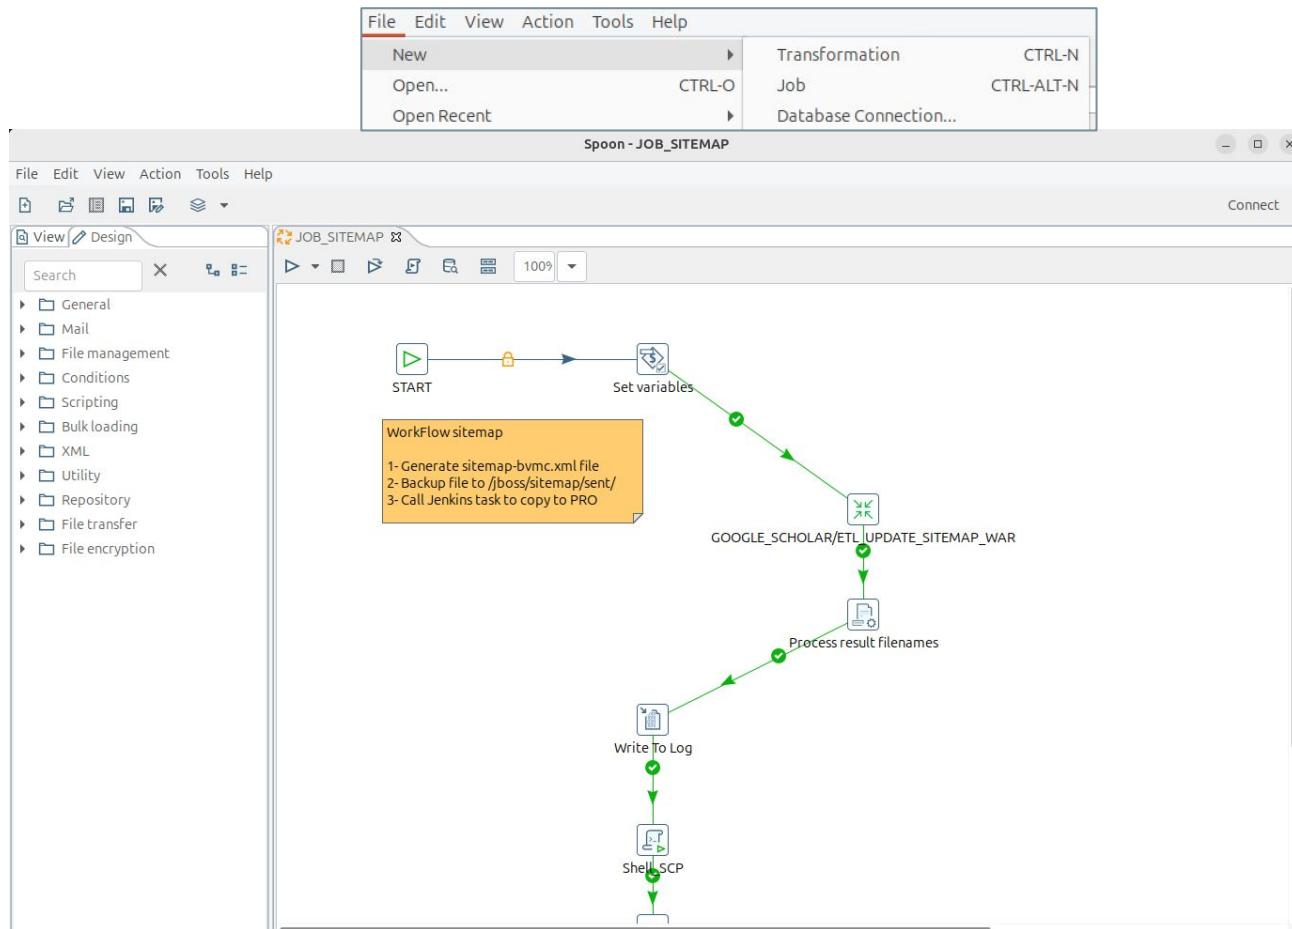 File Edit View Action Tools Help
New
Transformation CTRL-N
Open... CTRL-O
Job CTRL-ALT-N
Open Recent
Database Connection...
Spoon - JOB_SITEMAP
File Edit View Action Tools Help
Connect
View Design
JOB_SITEMAP
Search
100%
General
Mail
File management
Conditions
Scripting
Bulk loading
XML
Utility
Repository
File transfer
File encryption
START
Set variables
WorkFlow sitemap
1- Generate sitemap-bvmc.xml file
2- Backup file to /jboss/sitemap/sent/
3- Call Jenkins task to copy to PRO
GOOGLE_SCHOLAR/ETL_UPDATE_SITEMAP_WAR
Process result filenames
Write To Log
Shell_SCP